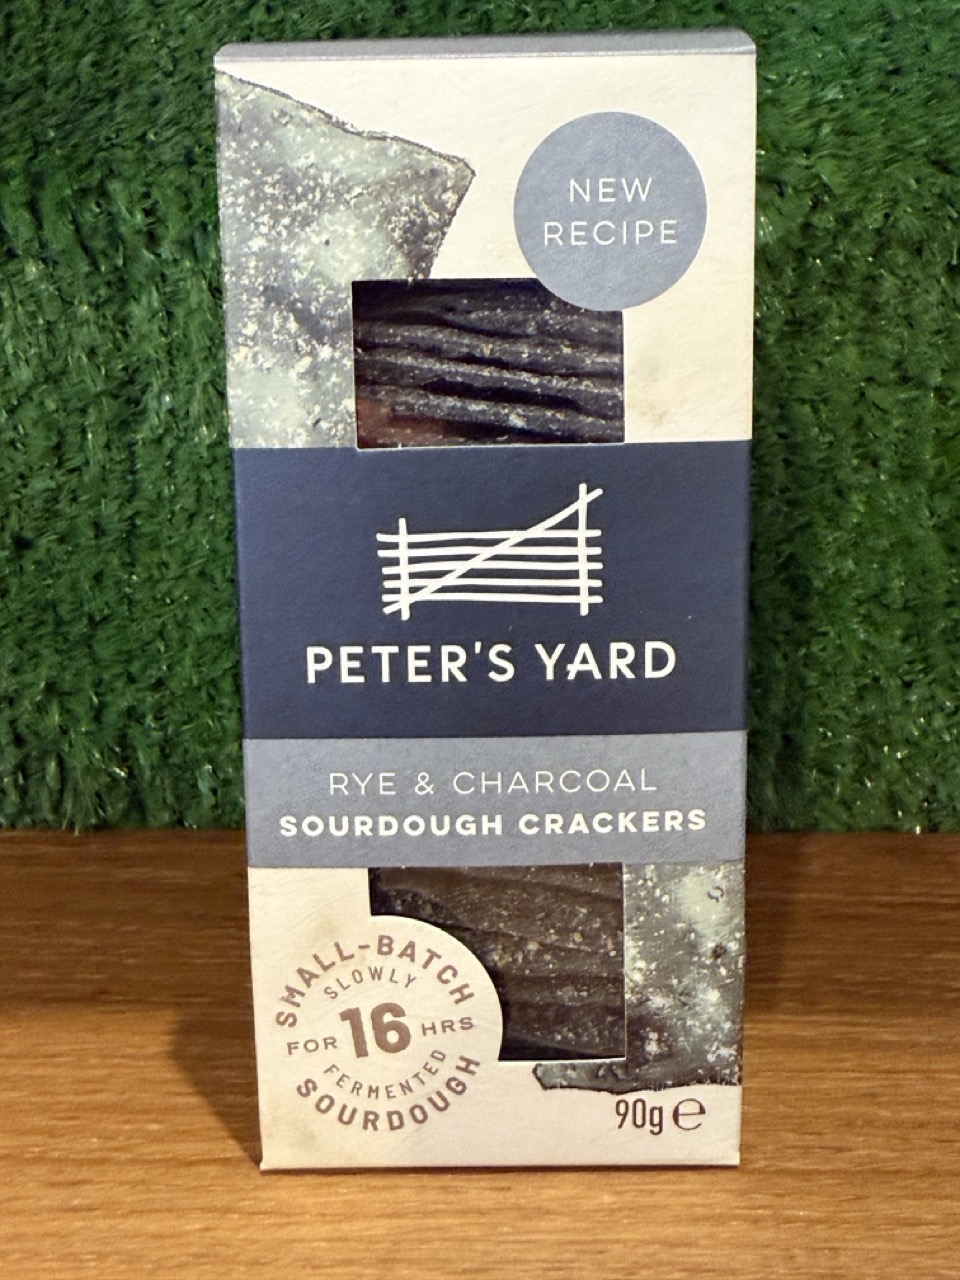 NEW
RECIPE
PETER'S YARD
RYE & CHARCOAL
SOURDOUGH CRACKERS
SMALL-BATCH
SLOWLY
FOR 16 HRS
FERMENTED
SOURDOUGH
90g ℮